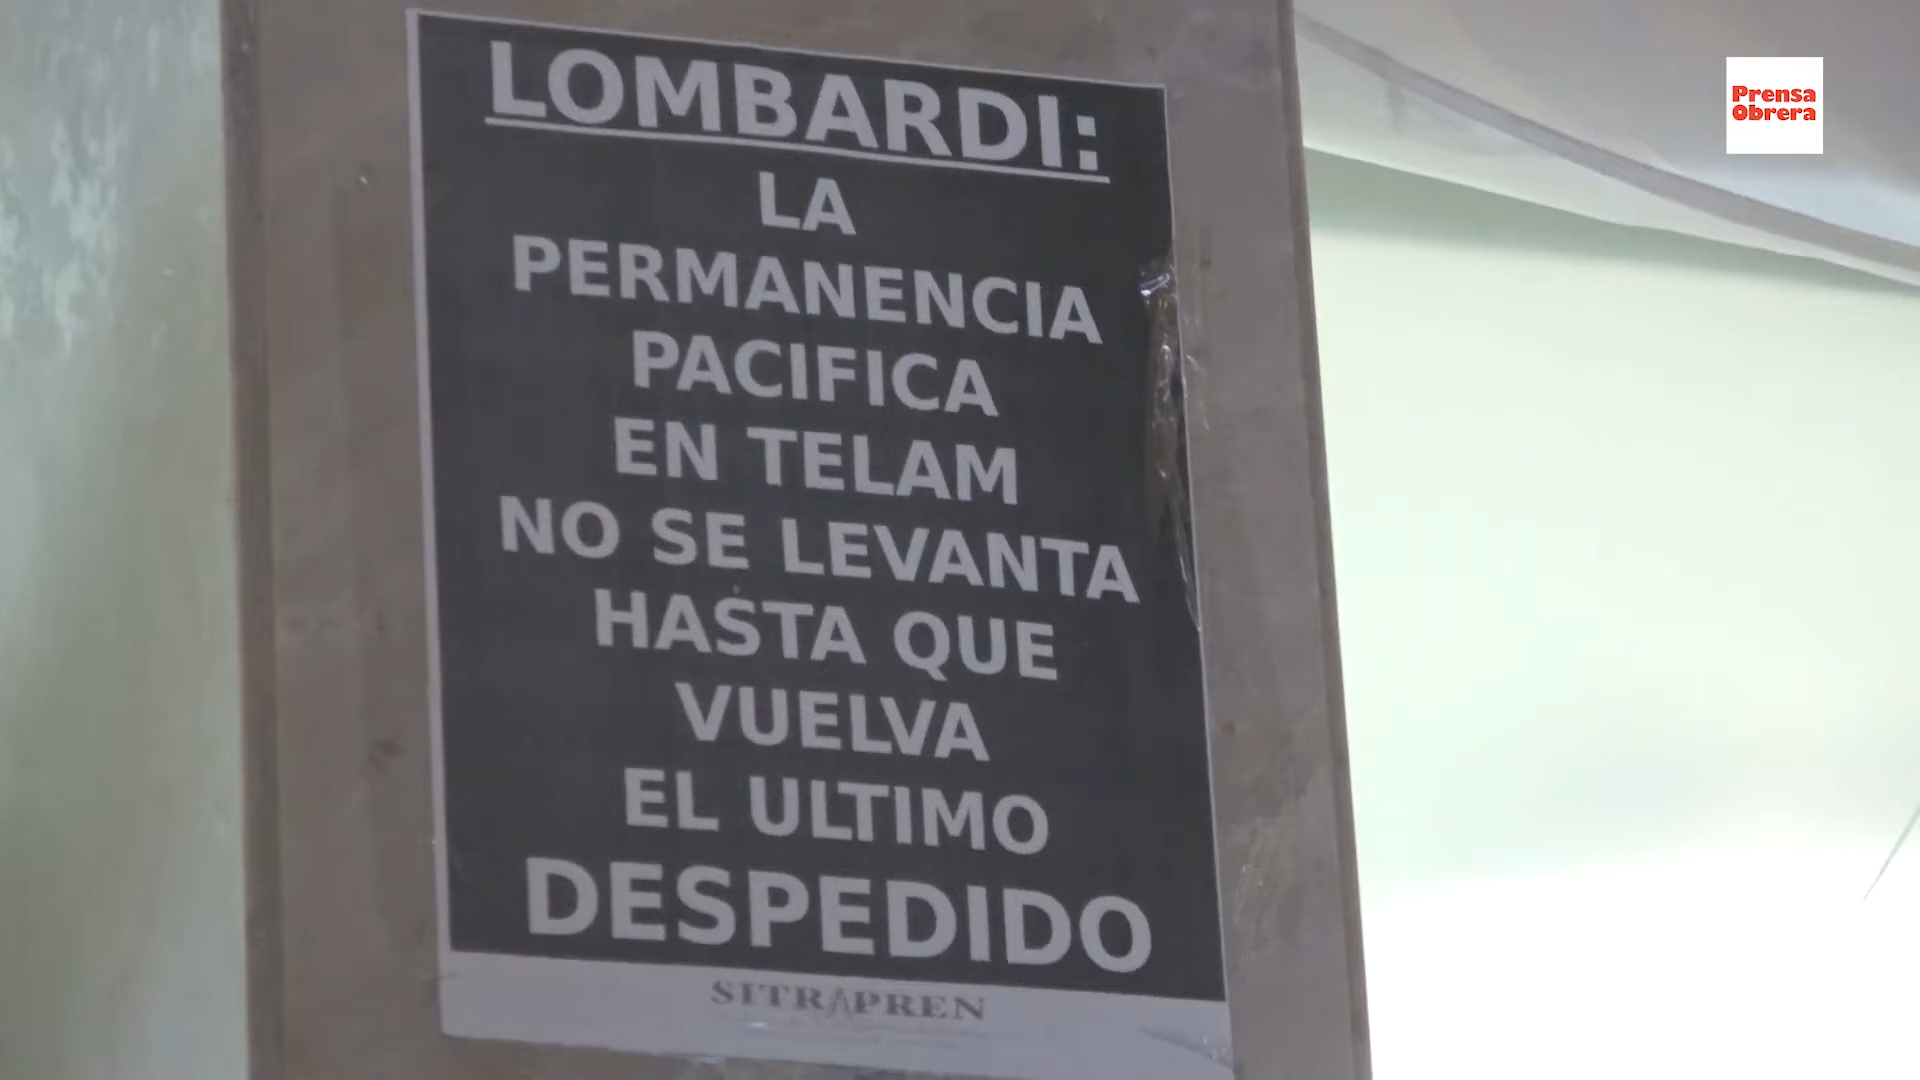 LOMBARDI:
LA
PERMANENCIA
PACIFICA
EN TELAM
NO SE LEVANTA
HASTA QUE
VUELVA
EL ULTIMO
DESPEDIDO
SITRAPREN
Prensa
Obrera